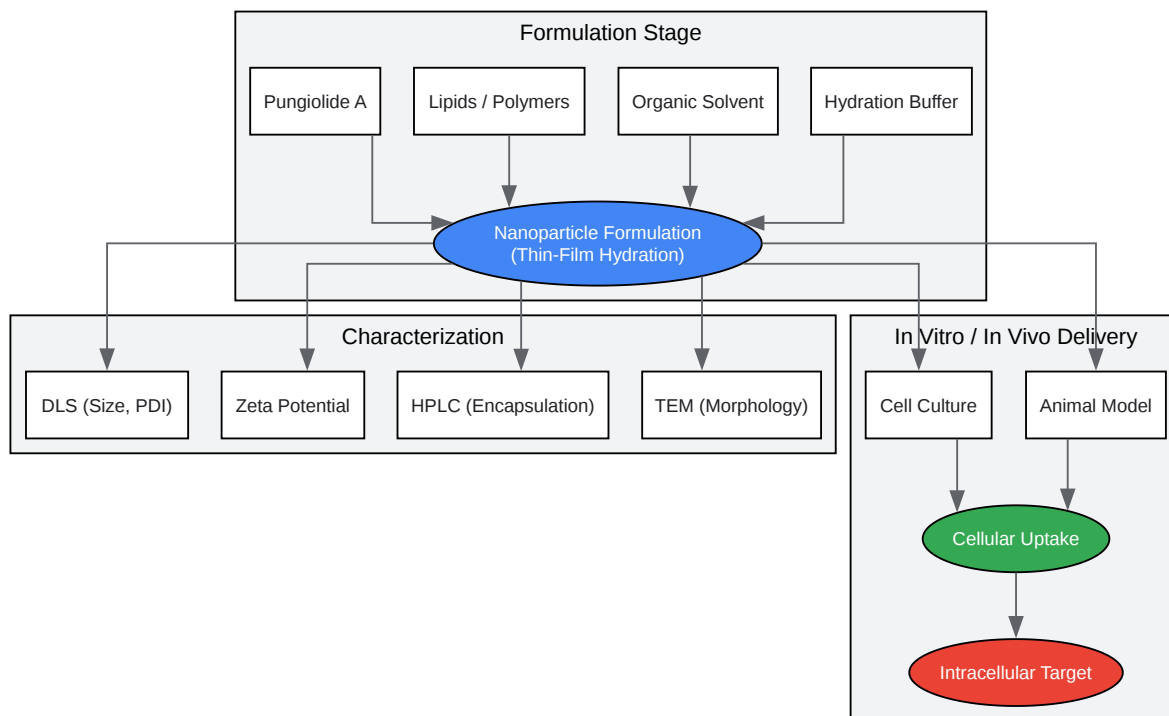 Formulation Stage
Pungiolide A
Lipids / Polymers
Organic Solvent
Hydration Buffer
Nanoparticle Formulation
(Thin-Film Hydration)
Characterization
DLS (Size, PDI)
Zeta Potential
HPLC (Encapsulation)
TEM (Morphology)
In Vitro / In Vivo Delivery
Cell Culture
Animal Model
Cellular Uptake
Intracellular Target